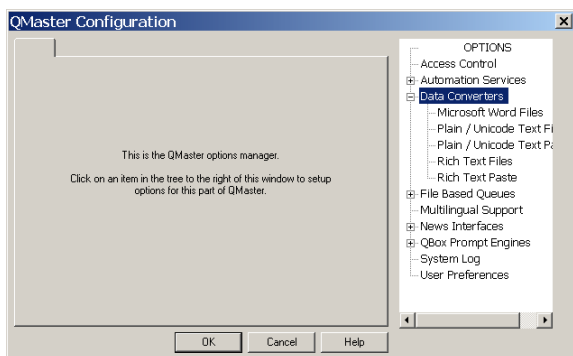 QMaster Configuration
This is the QMaster options manager.
Click on an item in the tree to the right of this window to setup
options for this part of QMaster.
OPTIONS
Access Control
Automation Services
Data Converters
Microsoft Word Files
Plain / Unicode Text Fi
Plain / Unicode Text Pa
Rich Text Files
Rich Text Paste
File Based Queues
Multilingual Support
News Interfaces
QBox Prompt Engines
System Log
User Preferences
OK
Cancel
Help